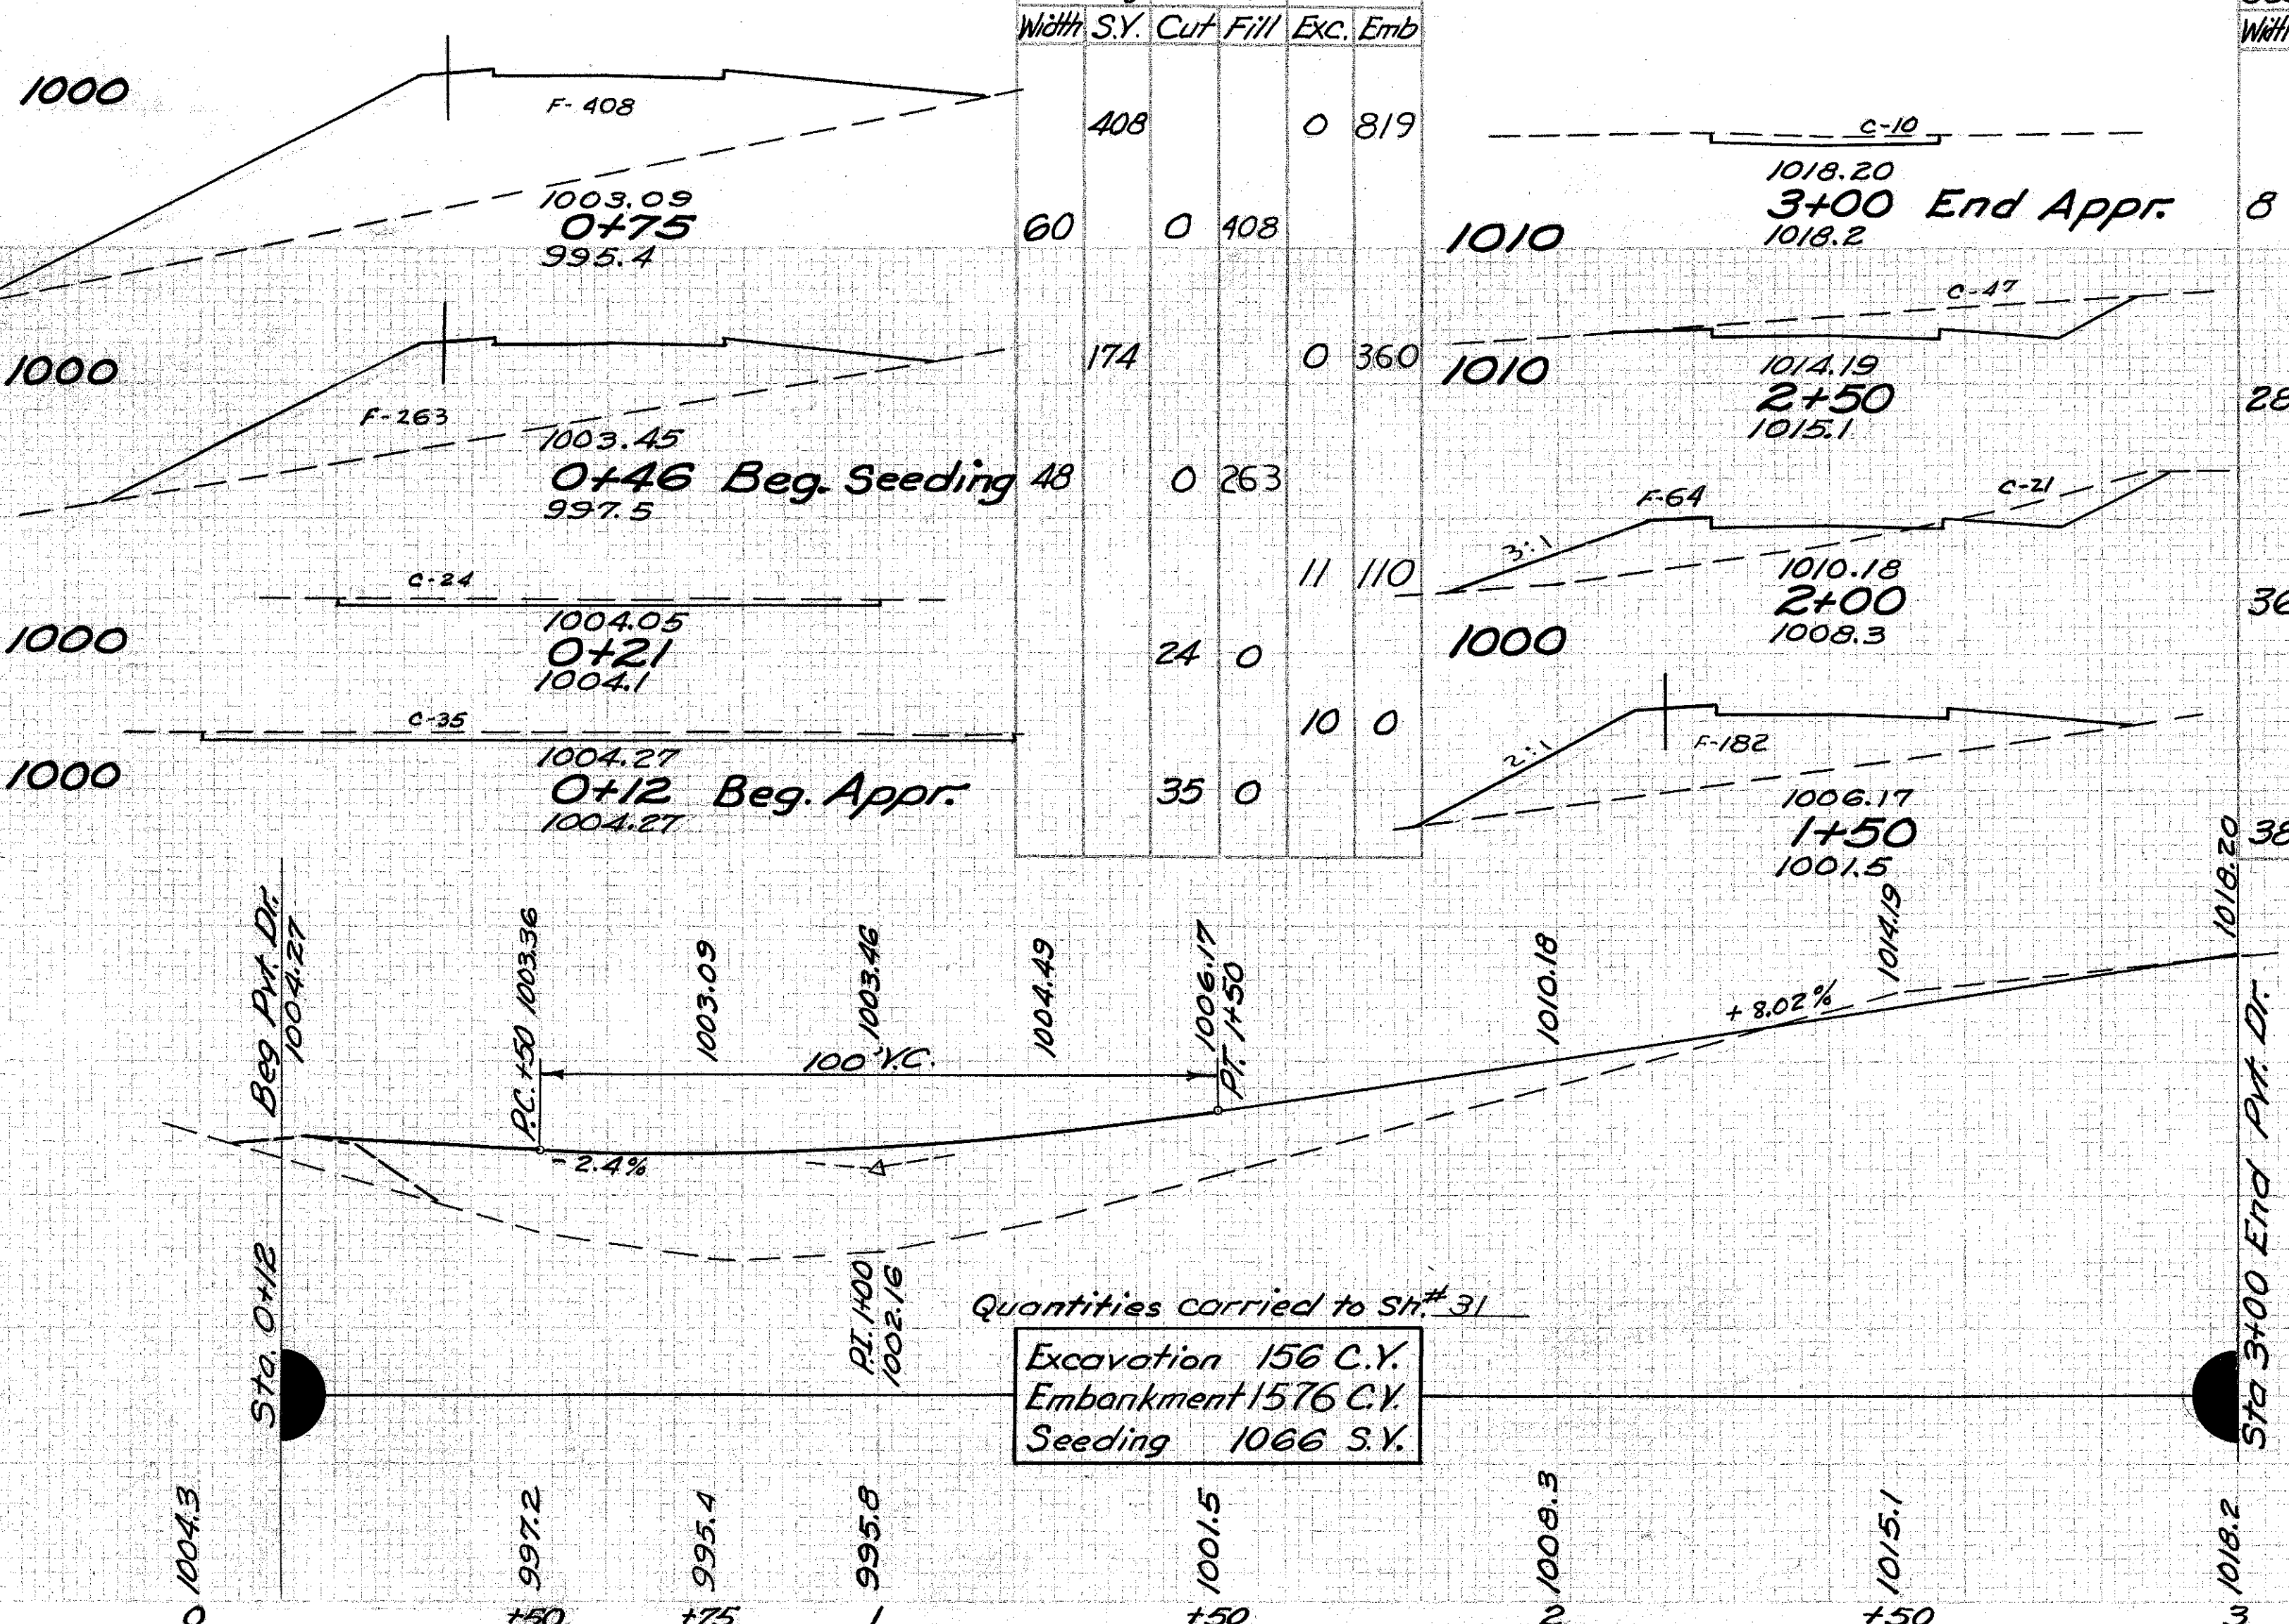 Width S.Y. Cut Fill Exc. Emb
Width
1000
F-408
408 0 819
1003.09
0+75
995.4
60 0 408
1000
F-263
174 0 360
1003.45
0+46 Beg. Seeding 48 0 263
997.5
C-24
11 110
1000
1004.05
0+21
1004.1
24 0
C-35
10 0
1000
1004.27
0+12 Beg. Appr.
1004.27
35 0
C-10
1018.20
3+00 End Appr.
1018.2
8
1010
C-47
1010
1014.19
2+50
1015.1
28
F-64
C-21
3:1
1010.18
2+00
1008.3
36
1000
F-182
2:1
1006.17
1+50
1001.5
38
Beg Pvt. Dr.
1004.27
P.C. +50 1003.36
1003.09
1003.46
1004.49
1006.17
P.T. 1+50
1010.18
1014.19
1018.20
100' V.C.
+ 8.02%
- 2.4%
P.I. 1+00
1002.16
Sta. 0+12
Sta 3+00 End Pvt. Dr.
Quantities carried to Sh. #31
Excavation 156 C.Y.
Embankment 1576 C.Y.
Seeding 1066 S.Y.
1004.3
997.2
995.4
995.8
1001.5
1008.3
1015.1
1018.2
0 +50 +75 1 +50 2 +50 3